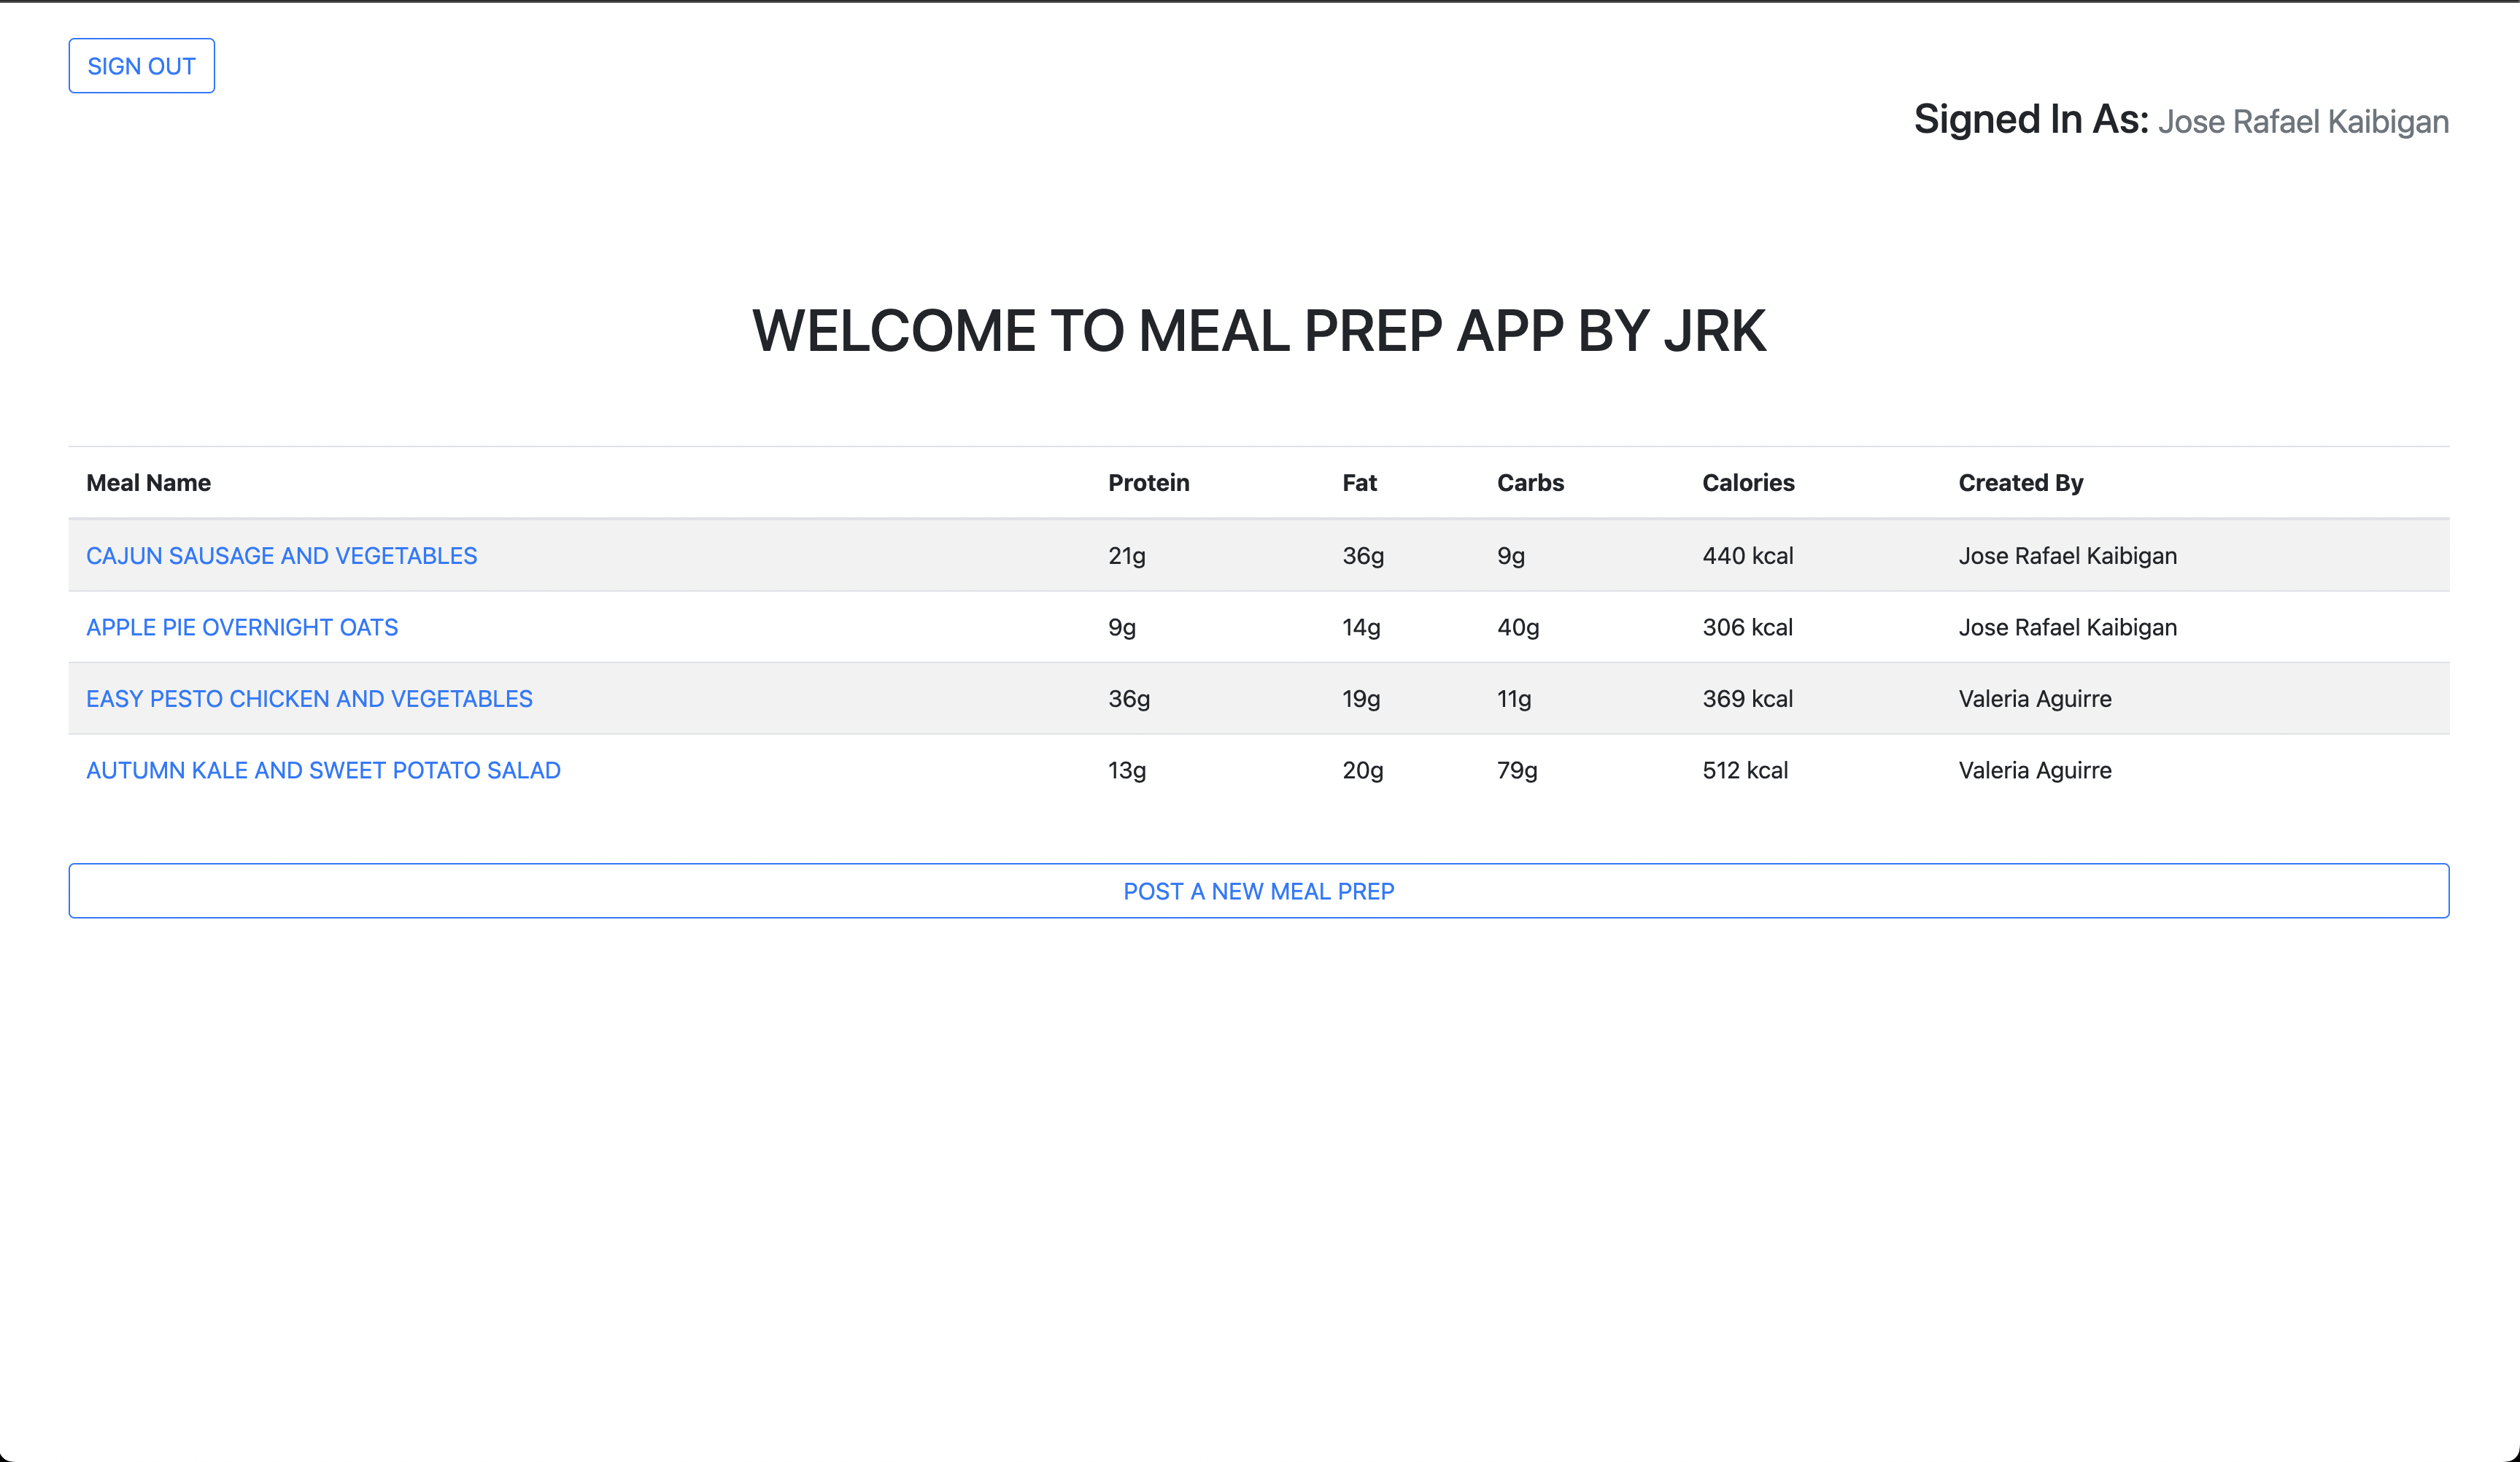 SIGN OUT
Signed In As: Jose Rafael Kaibigan
WELCOME TO MEAL PREP APP BY JRK
Meal Name Protein Fat Carbs Calories Created By
CAJUN SAUSAGE AND VEGETABLES 21g 36g 9g 440 kcal Jose Rafael Kaibigan
APPLE PIE OVERNIGHT OATS 9g 14g 40g 306 kcal Jose Rafael Kaibigan
EASY PESTO CHICKEN AND VEGETABLES 36g 19g 11g 369 kcal Valeria Aguirre
AUTUMN KALE AND SWEET POTATO SALAD 13g 20g 79g 512 kcal Valeria Aguirre
POST A NEW MEAL PREP